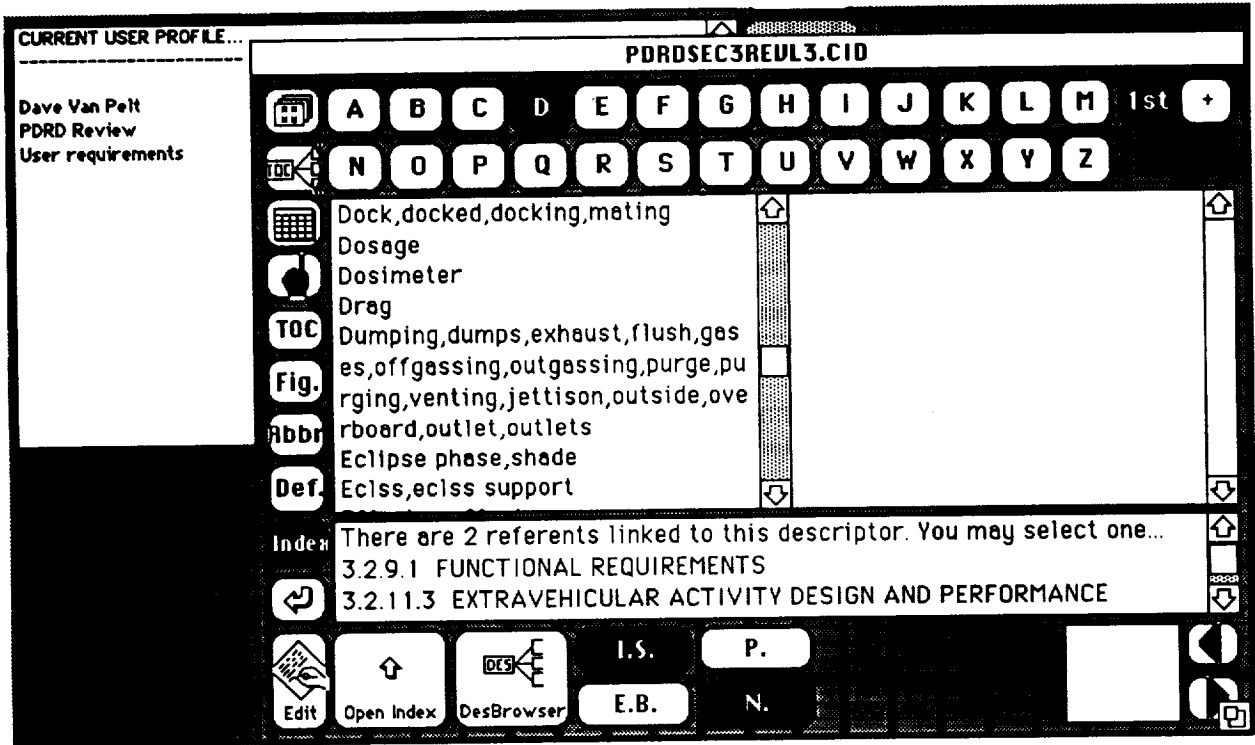 CURRENT USER PROFILE...
------------------------
Dave Van Pelt
PDRD Review
User requirements
PDRDSEC3REVL3.CID
A B C D E F G H I J K L M 1st +
TOC N O P Q R S T U V W X Y Z
Dock,docked,docking,mating
Dosage
Dosimeter
Drag
Dumping,dumps,exhaust,flush,gas
es,offgassing,outgassing,purge,pu
rging,venting,jettison,outside,ove
rboard,outlet,outlets
Eclipse phase,shade
Eclss,eclss support
TOC
Fig.
Abbr
Def.
Index
There are 2 referents linked to this descriptor. You may select one...
3.2.9.1 FUNCTIONAL REQUIREMENTS
3.2.11.3 EXTRAVEHICULAR ACTIVITY DESIGN AND PERFORMANCE
Edit
Open Index
DES
DesBrowser
I.S.
P.
E.B.
N.